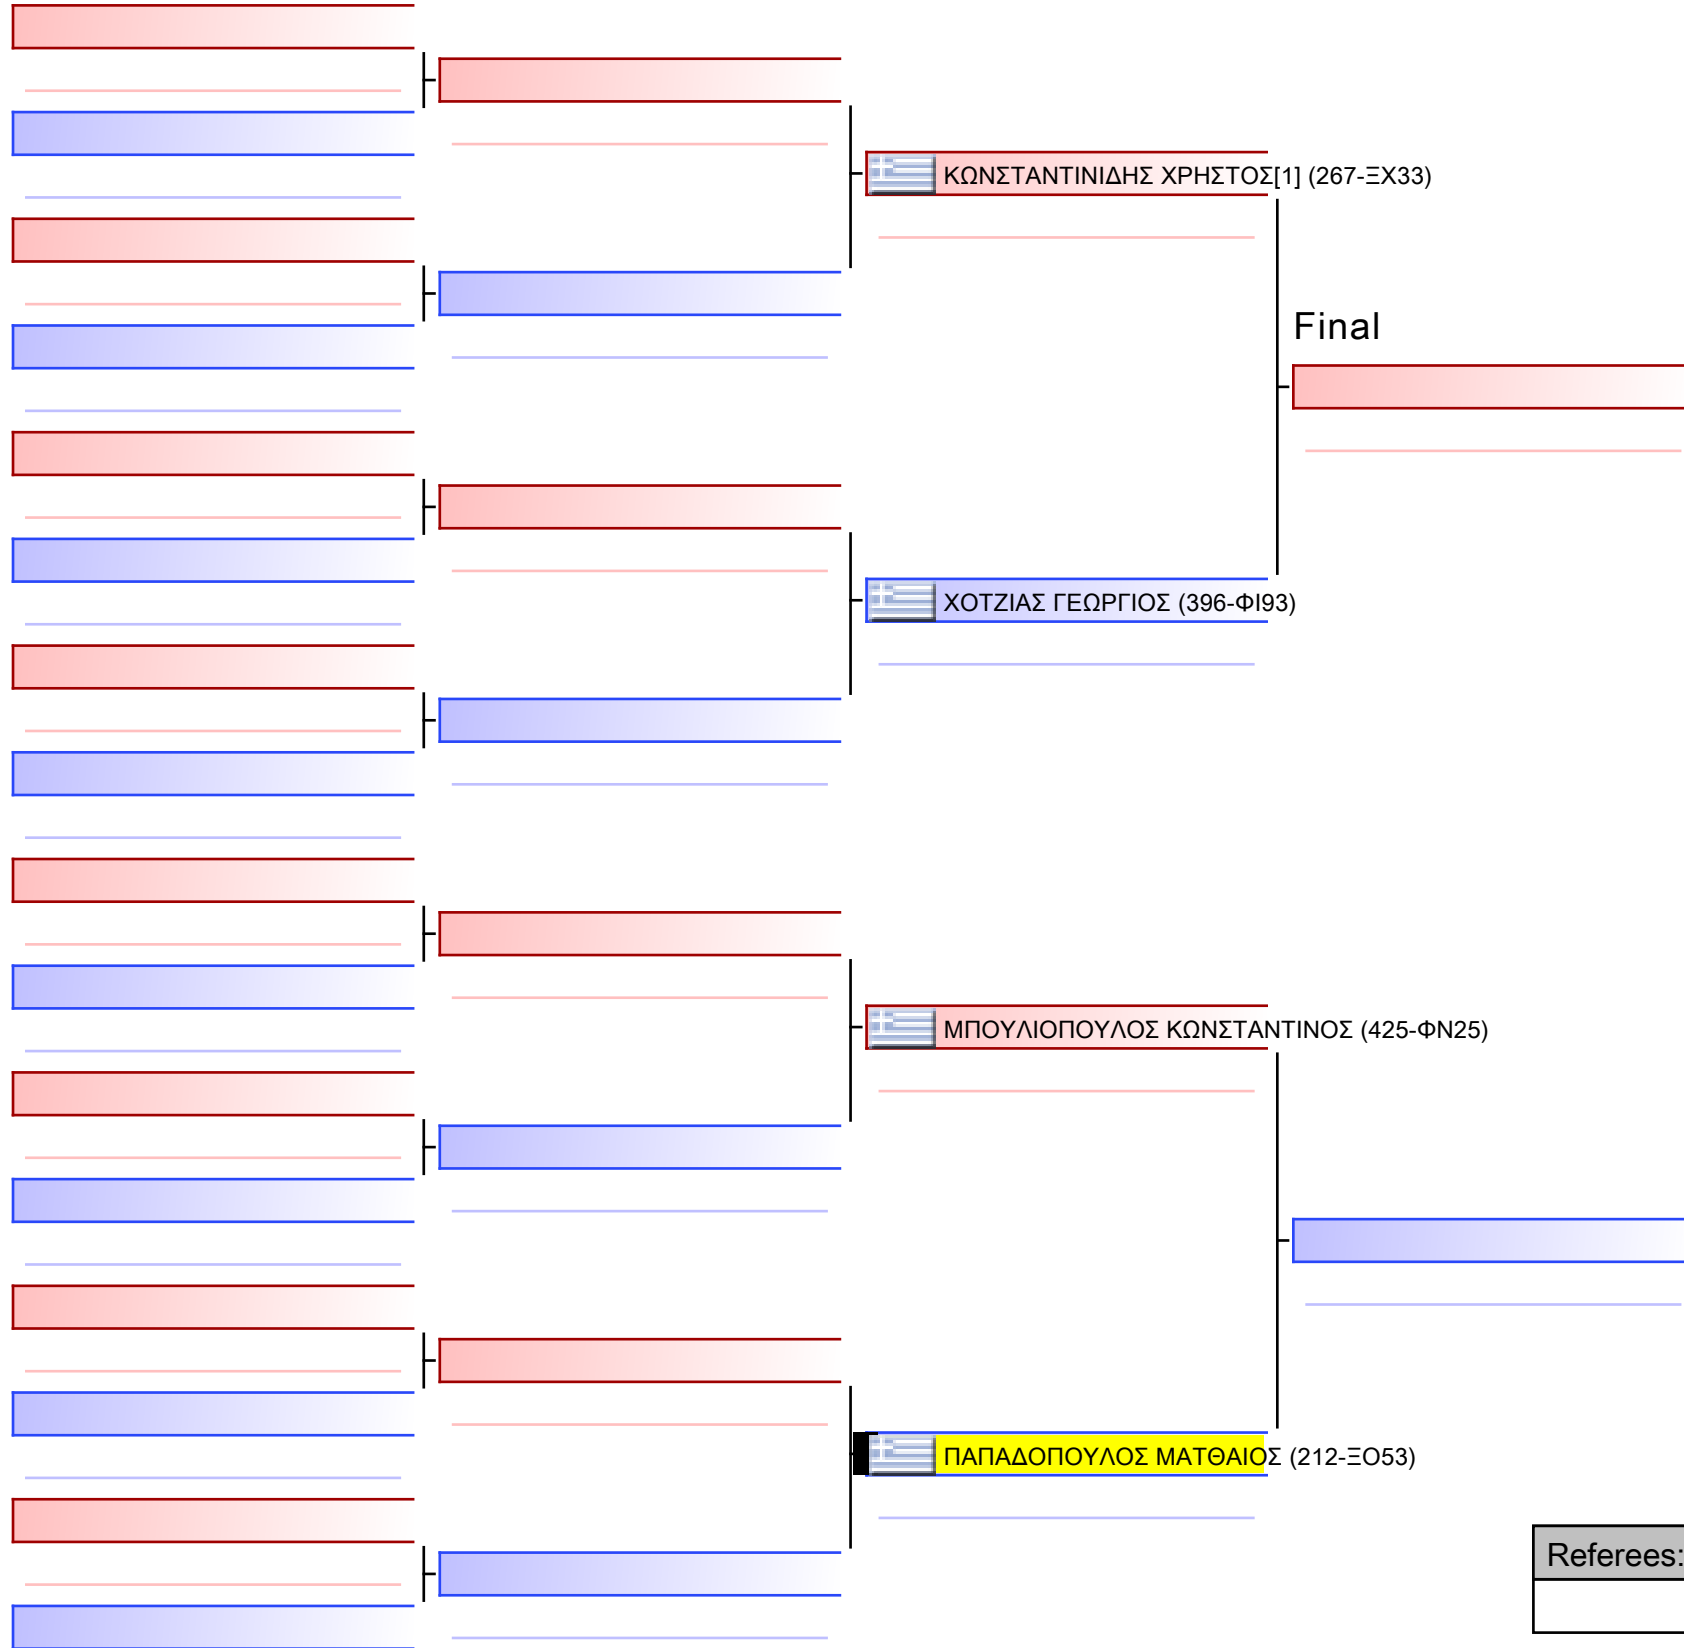 ΚΩΝΣΤΑΝΤΙΝΙΔΗΣ ΧΡΗΣΤΟΣ[1] (267-ΞΧ33)
Final
ΧΟΤΖΙΑΣ ΓΕΩΡΓΙΟΣ (396-ΦΙ93)
ΜΠΟΥΛΙΟΠΟΥΛΟΣ ΚΩΝΣΤΑΝΤΙΝΟΣ (425-ΦΝ25)
ΠΑΠΑΔΟΠΟΥΛΟΣ ΜΑΤΘΑΙΟΣ (212-ΞΟ53)
Referees: